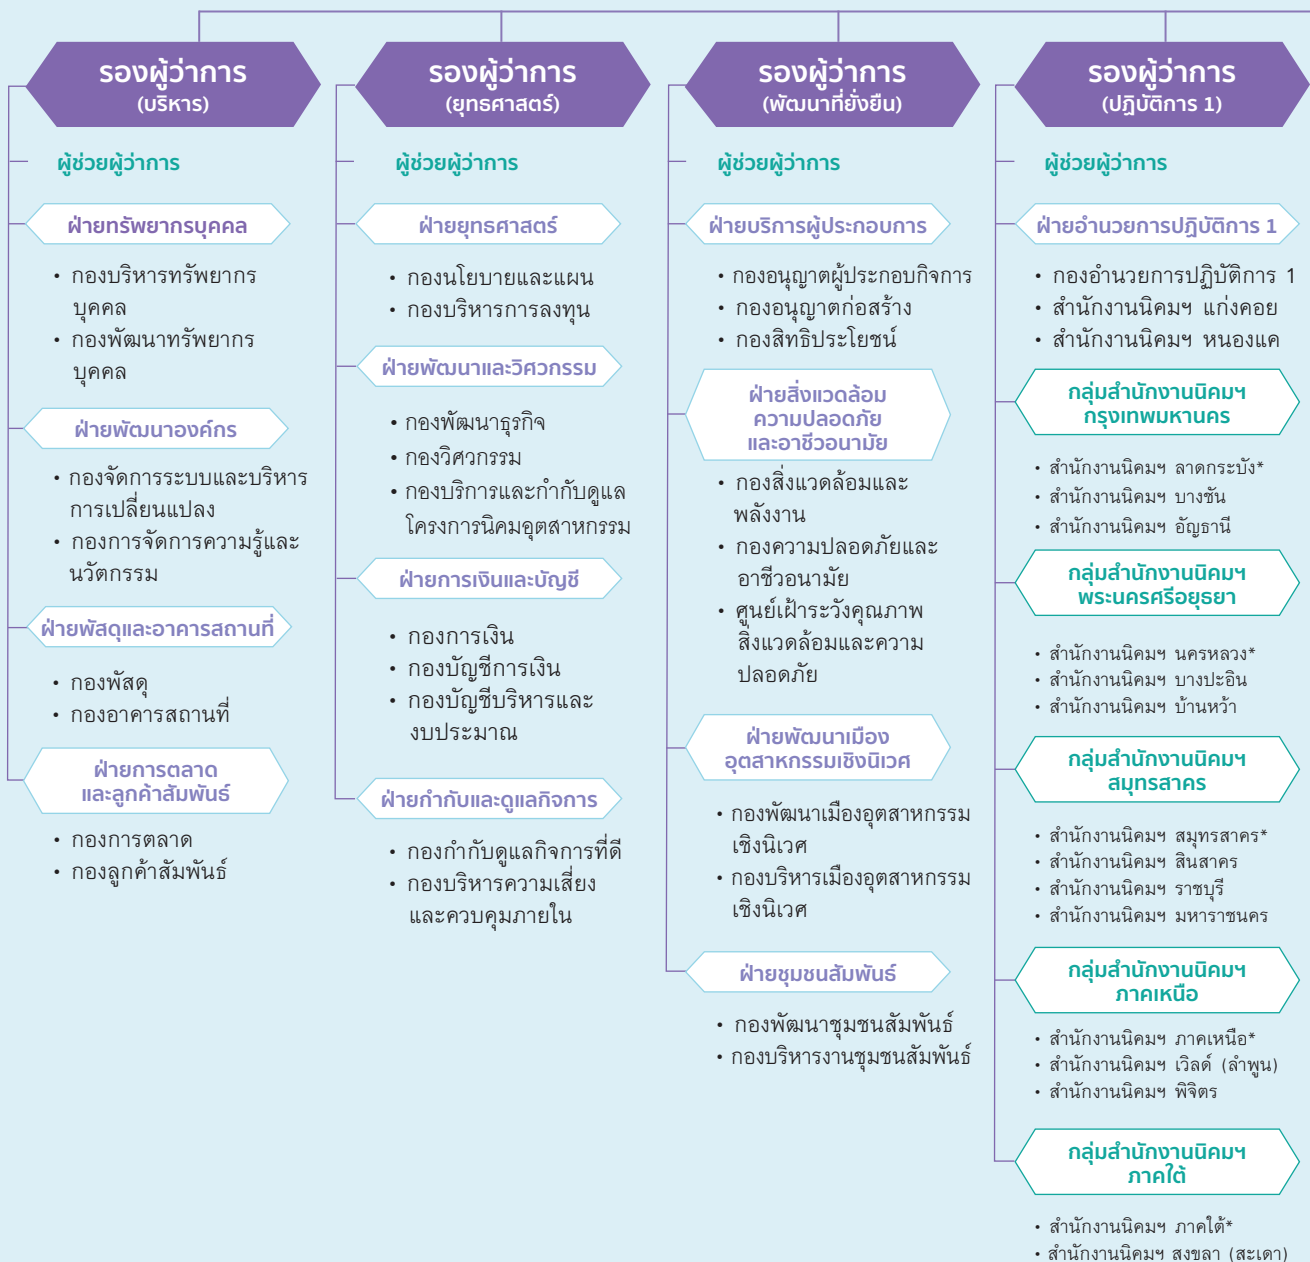 รองผู้ว่าการ
(บริหาร)
ผู้ช่วยผู้ว่าการ
ฝ่ายทรัพยากรบุคคล
• กองบริหารทรัพยากร
บุคคล
• กองพัฒนาทรัพยากร
บุคคล
ฝ่ายพัฒนาองค์กร
• กองจัดการระบบและบริหาร
การเปลี่ยนแปลง
• กองการจัดการความรู้และ
นวัตกรรม
ฝ่ายพัสดุและอาคารสถานที่
• กองพัสดุ
• กองอาคารสถานที่
ฝ่ายการตลาด
และลูกค้าสัมพันธ์
• กองการตลาด
• กองลูกค้าสัมพันธ์
รองผู้ว่าการ
(ยุทธศาสตร์)
ผู้ช่วยผู้ว่าการ
ฝ่ายยุทธศาสตร์
• กองนโยบายและแผน
• กองบริหารการลงทุน
ฝ่ายพัฒนาและวิศวกรรม
• กองพัฒนาธุรกิจ
• กองวิศวกรรม
• กองบริการและกำกับดูแล
โครงการนิคมอุตสาหกรรม
ฝ่ายการเงินและบัญชี
• กองการเงิน
• กองบัญชีการเงิน
• กองบัญชีบริหารและ
งบประมาณ
ฝ่ายกำกับและดูแลกิจการ
• กองกำกับดูแลกิจการที่ดี
• กองบริหารความเสี่ยง
และควบคุมภายใน
รองผู้ว่าการ
(พัฒนาที่ยั่งยืน)
ผู้ช่วยผู้ว่าการ
ฝ่ายบริการผู้ประกอบการ
• กองอนุญาตผู้ประกอบกิจการ
• กองอนุญาตก่อสร้าง
• กองสิทธิประโยชน์
ฝ่ายสิ่งแวดล้อม
ความปลอดภัย
และอาชีวอนามัย
• กองสิ่งแวดล้อมและ
พลังงาน
• กองความปลอดภัยและ
อาชีวอนามัย
• ศูนย์เฝ้าระวังคุณภาพ
สิ่งแวดล้อมและความ
ปลอดภัย
ฝ่ายพัฒนาเมือง
อุตสาหกรรมเชิงนิเวศ
• กองพัฒนาเมืองอุตสาหกรรม
เชิงนิเวศ
• กองบริหารเมืองอุตสาหกรรม
เชิงนิเวศ
ฝ่ายชุมชนสัมพันธ์
• กองพัฒนาชุมชนสัมพันธ์
• กองบริหารงานชุมชนสัมพันธ์
รองผู้ว่าการ
(ปฏิบัติการ 1)
ผู้ช่วยผู้ว่าการ
ฝ่ายอำนวยการปฏิบัติการ 1
• กองอำนวยการปฏิบัติการ 1
• สำนักงานนิคมฯ แก่งคอย
• สำนักงานนิคมฯ หนองแค
กลุ่มสำนักงานนิคมฯ
กรุงเทพมหานคร
• สำนักงานนิคมฯ ลาดกระบัง*
• สำนักงานนิคมฯ บางชัน
• สำนักงานนิคมฯ อัญธานี
กลุ่มสำนักงานนิคมฯ
พระนครศรีอยุธยา
• สำนักงานนิคมฯ นครหลวง*
• สำนักงานนิคมฯ บางปะอิน
• สำนักงานนิคมฯ บ้านหว้า
กลุ่มสำนักงานนิคมฯ
สมุทรสาคร
• สำนักงานนิคมฯ สมุทรสาคร*
• สำนักงานนิคมฯ สินสาคร
• สำนักงานนิคมฯ ราชบุรี
• สำนักงานนิคมฯ มหาราชนคร
กลุ่มสำนักงานนิคมฯ
ภาคเหนือ
• สำนักงานนิคมฯ ภาคเหนือ*
• สำนักงานนิคมฯ เวิลด์ (ลำพูน)
• สำนักงานนิคมฯ พิจิตร
กลุ่มสำนักงานนิคมฯ
ภาคใต้
• สำนักงานนิคมฯ ภาคใต้*
• สำนักงานนิคมฯ สงขลา (สะเดา)